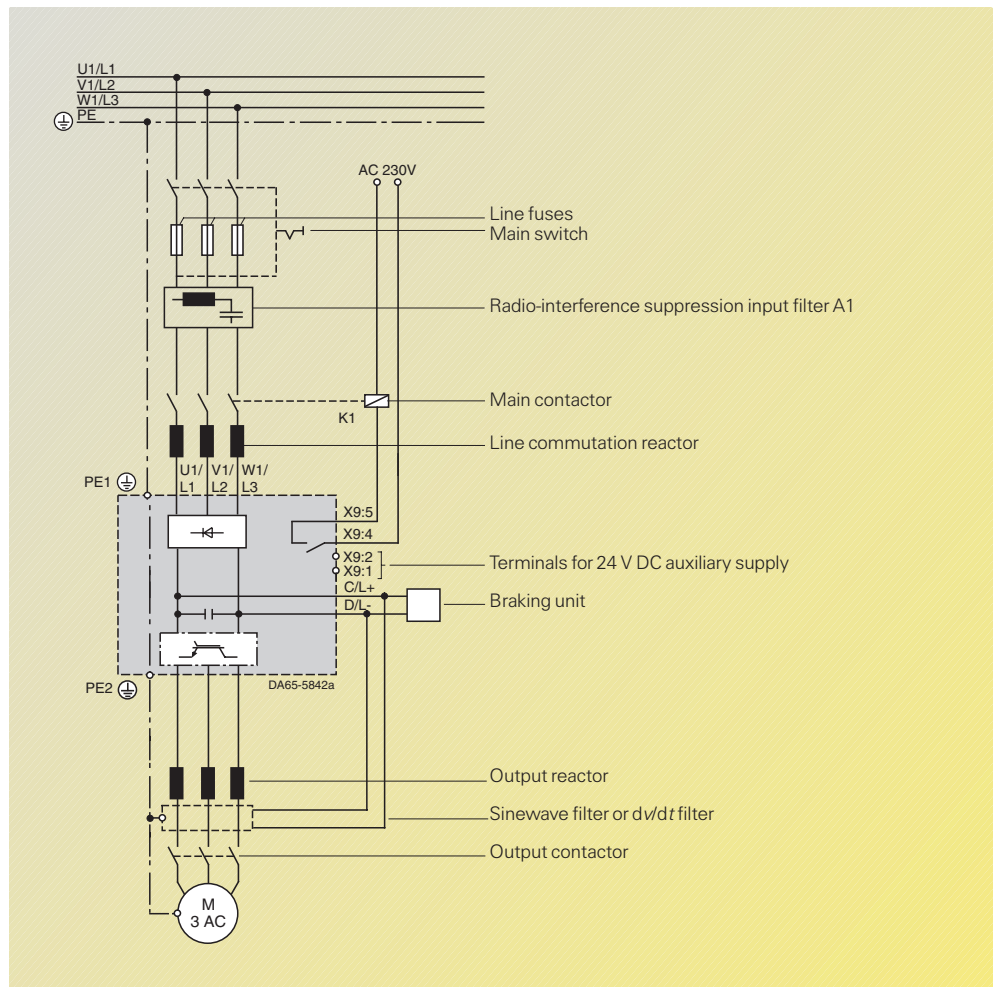 U1/L1
V1/L2
W1/L3
PE
AC 230V
Line fuses
Main switch
Radio-interference suppression input filter A1
Main contactor
K1
Line commutation reactor
U1/ V1/ W1/
L1 L2 L3
PE1
X9:5
X9:4
X9:2
X9:1
Terminals for 24 V DC auxiliary supply
C/L+
D/L-
Braking unit
DA65-5842a
PE2
Output reactor
Sinewave filter or dv/dt filter
Output contactor
M
3 AC